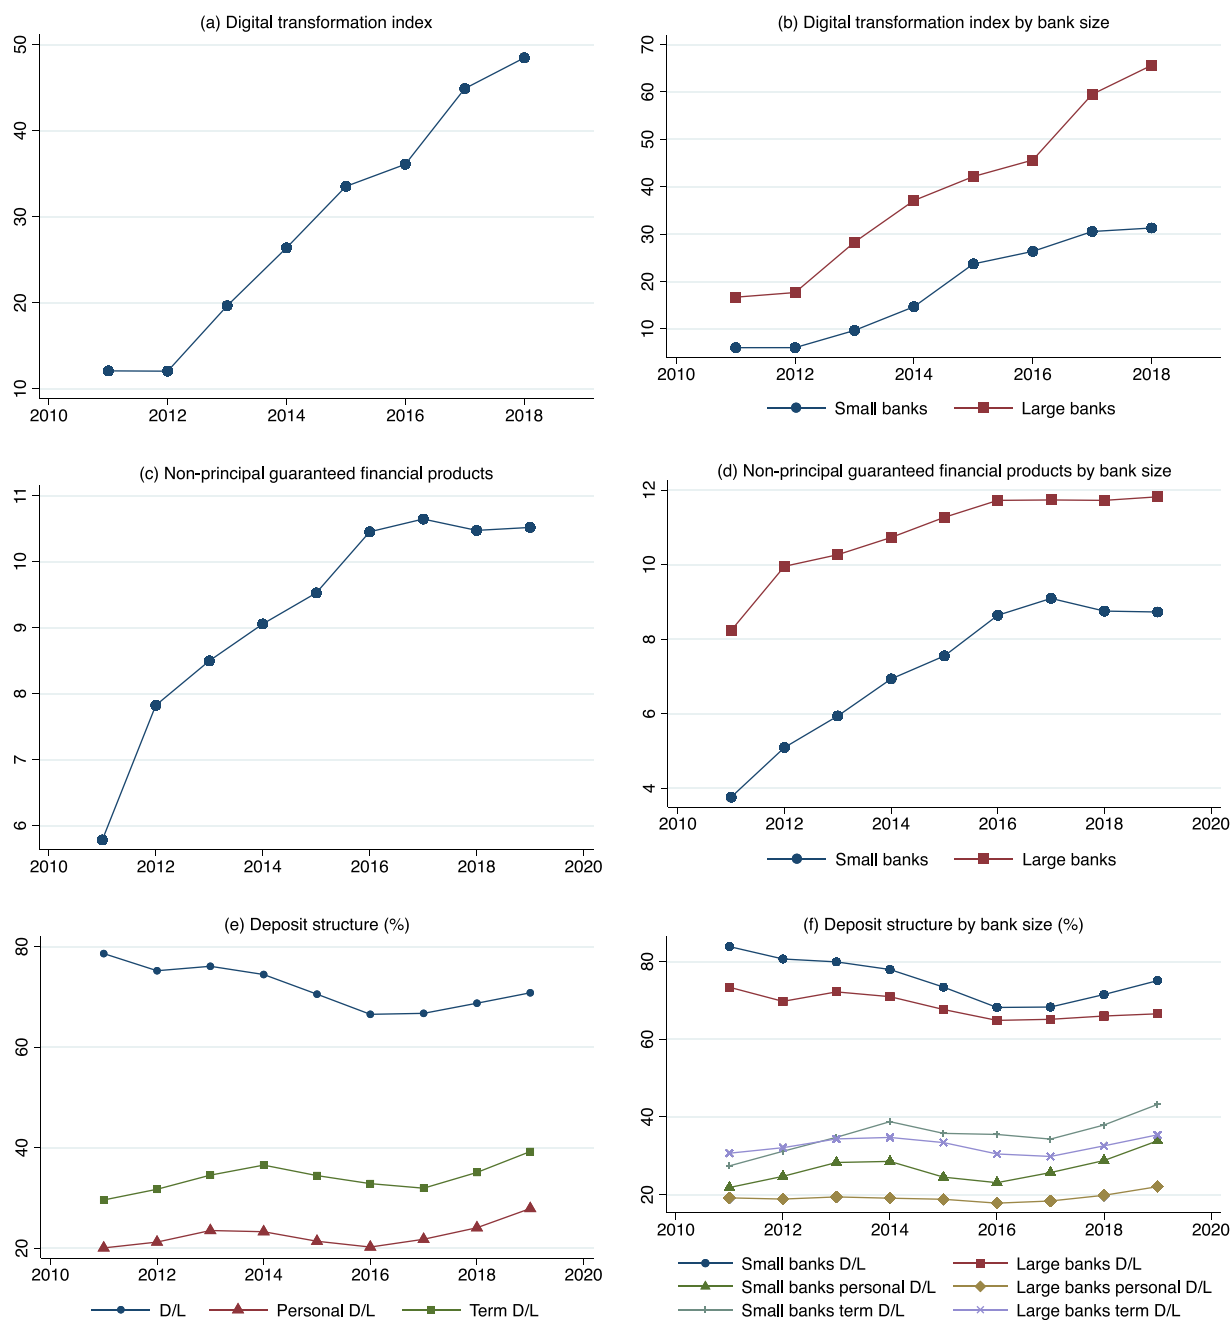 (a) Digital transformation index
50
40
30
20
10
2010 2012 2014 2016 2018
(b) Digital transformation index by bank size
70
60
50
40
30
20
10
2010 2012 2014 2016 2018
Small banks Large banks
(c) Non-principal guaranteed financial products
11
10
9
8
7
6
2010 2012 2014 2016 2018 2020
(d) Non-principal guaranteed financial products by bank size
12
10
8
6
4
2010 2012 2014 2016 2018 2020
Small banks Large banks
(e) Deposit structure (%)
80
60
40
20
2010 2012 2014 2016 2018 2020
D/L Personal D/L Term D/L
(f) Deposit structure by bank size (%)
80
60
40
20
2010 2012 2014 2016 2018 2020
Small banks D/L Large banks D/L
Small banks personal D/L Large banks personal D/L
Small banks term D/L Large banks term D/L